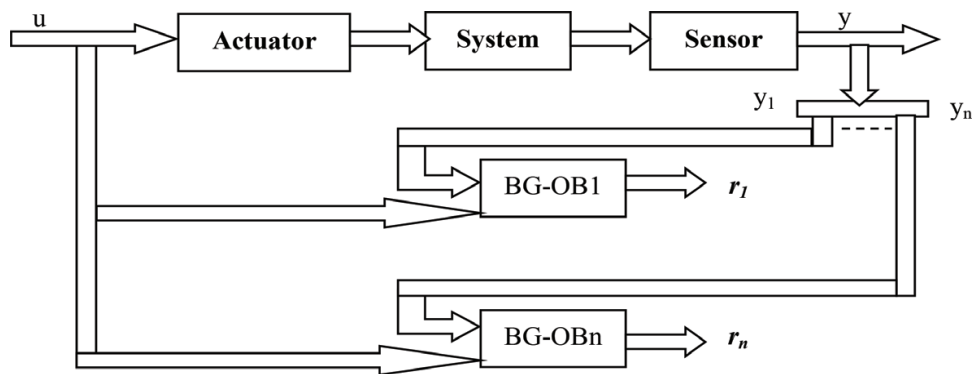 u
Actuator
System
Sensor
y
y₁
yₙ
BG-OB1
r₁
BG-OBn
rₙ